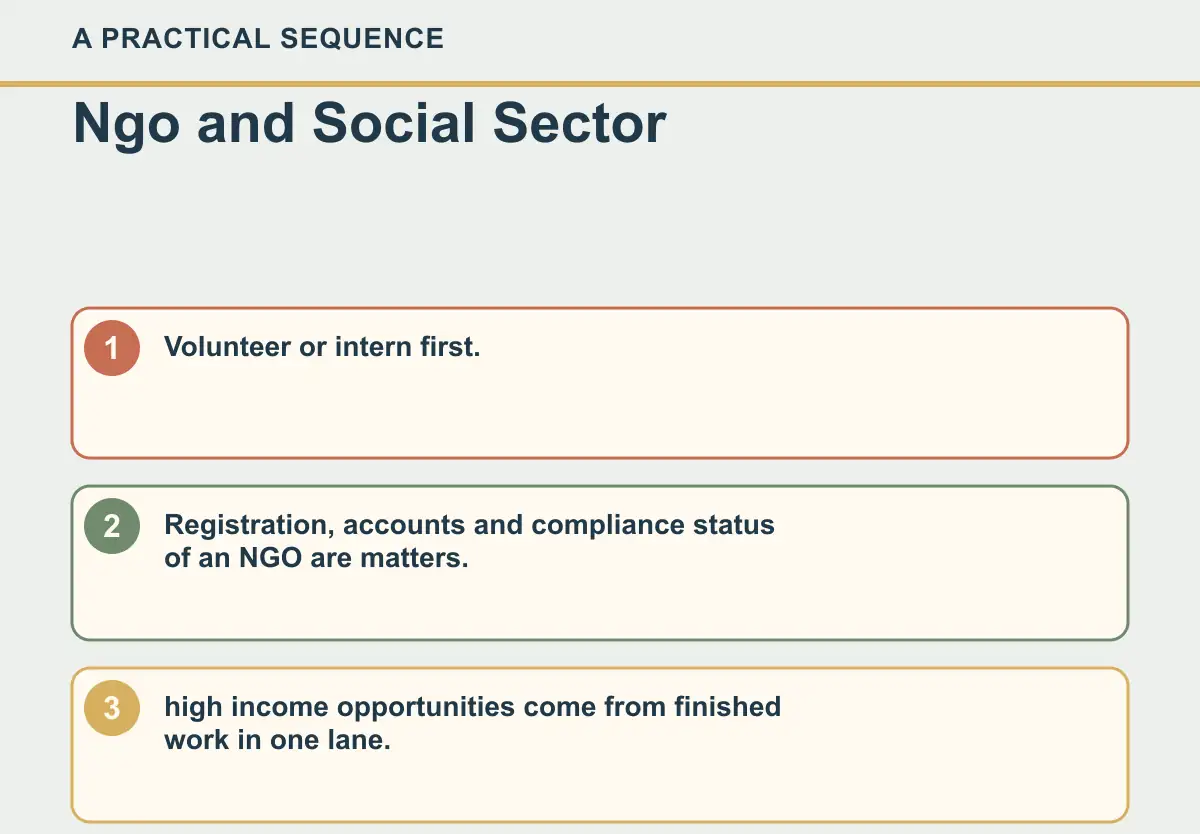 A PRACTICAL SEQUENCE
Ngo and Social Sector
1
Volunteer or intern first.
2
Registration, accounts and compliance status
of an NGO are matters.
3
high income opportunities come from finished
work in one lane.